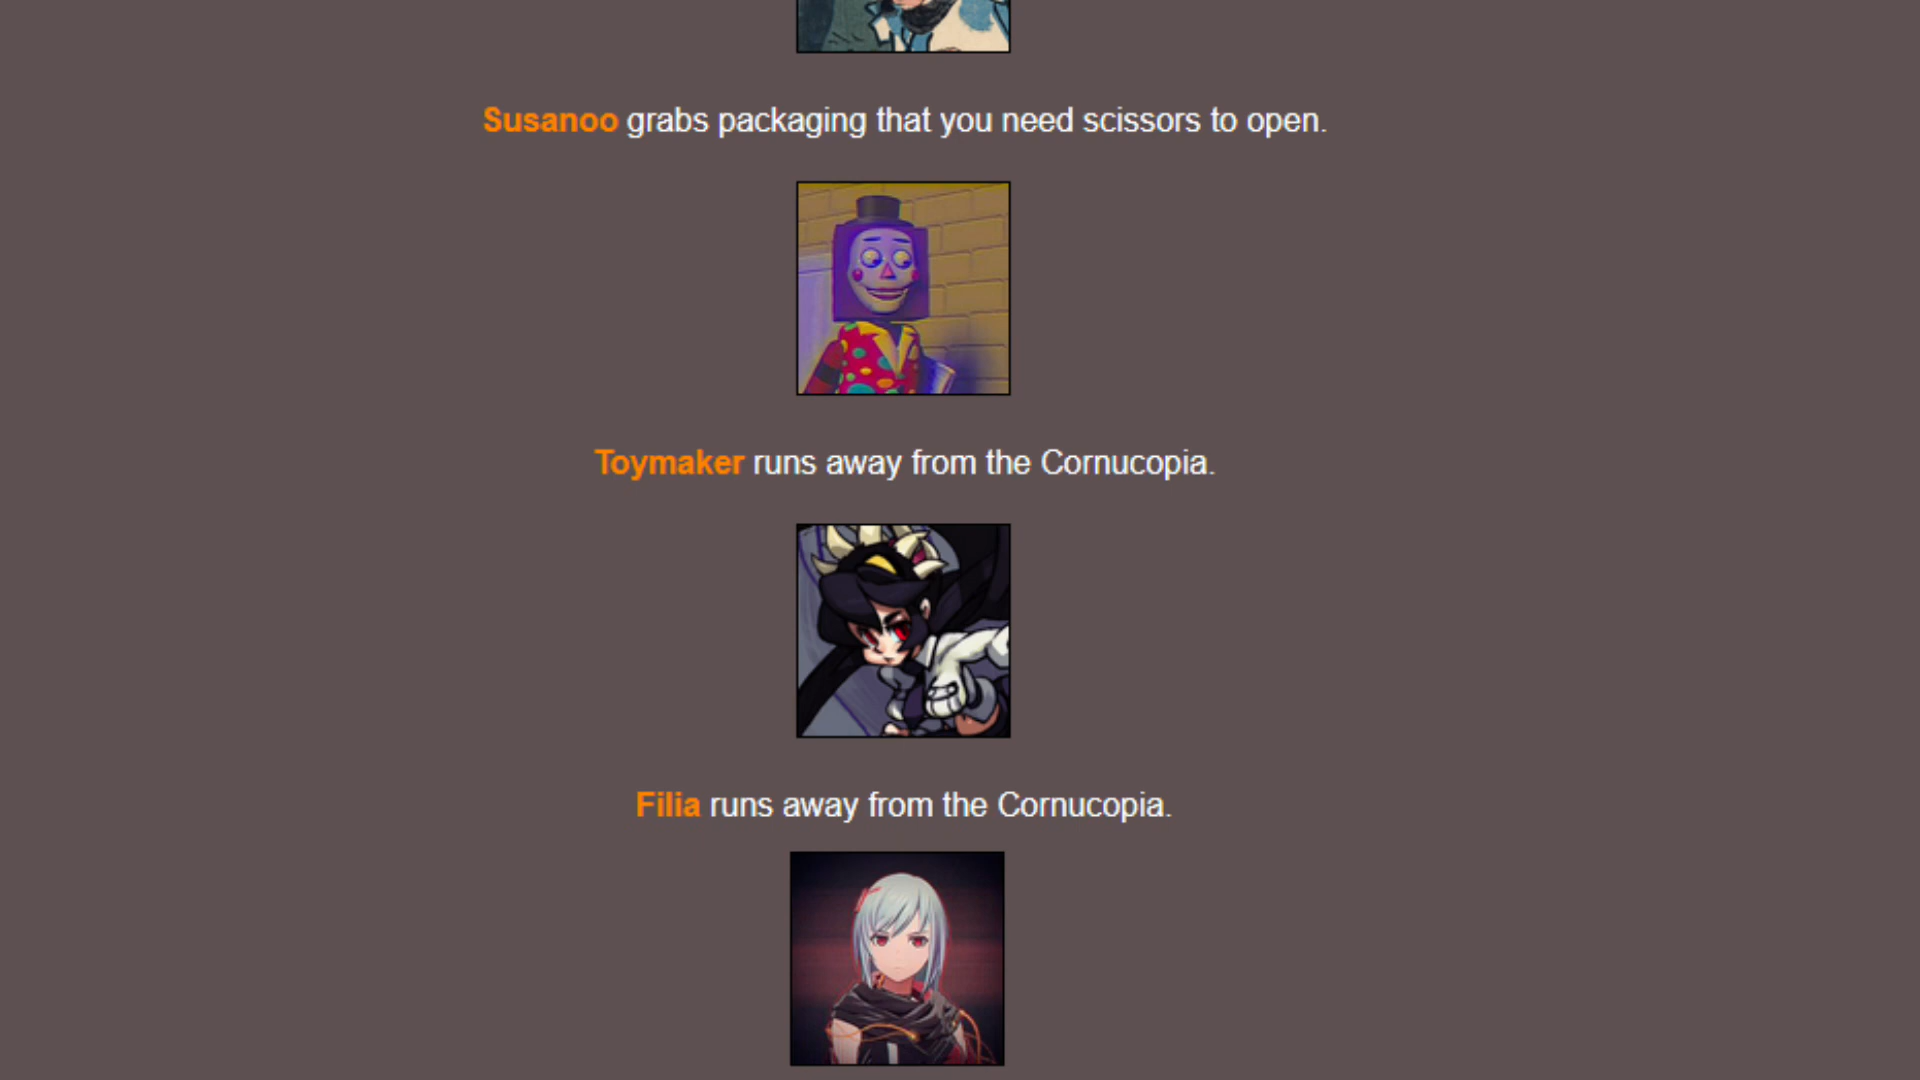 Susanoo grabs packaging that you need scissors to open.
Toymaker runs away from the Cornucopia.
Filia runs away from the Cornucopia.